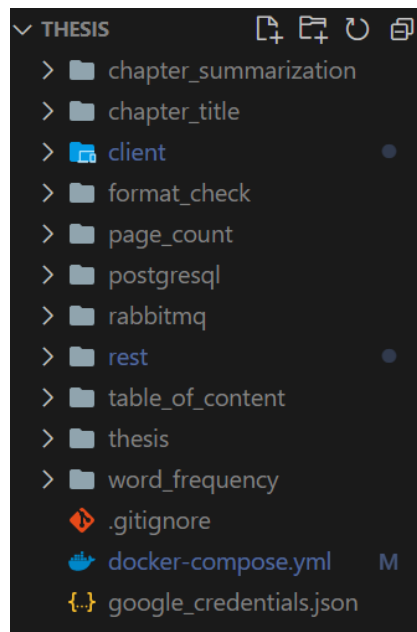 THESIS
chapter_summarization
chapter_title
client
format_check
page_count
postgresql
rabbitmq
rest
table_of_content
thesis
word_frequency
.gitignore
docker-compose.yml M
{..} google_credentials.json